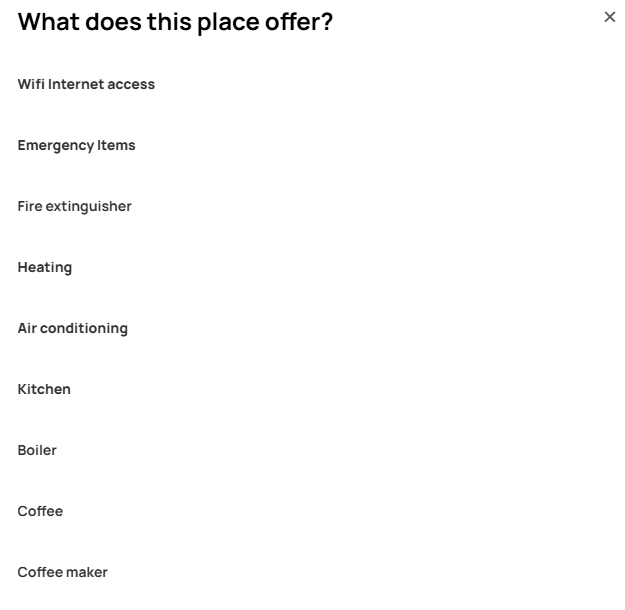 What does this place offer?
Wifi Internet access
Emergency Items
Fire extinguisher
Heating
Air conditioning
Kitchen
Boiler
Coffee
Coffee maker